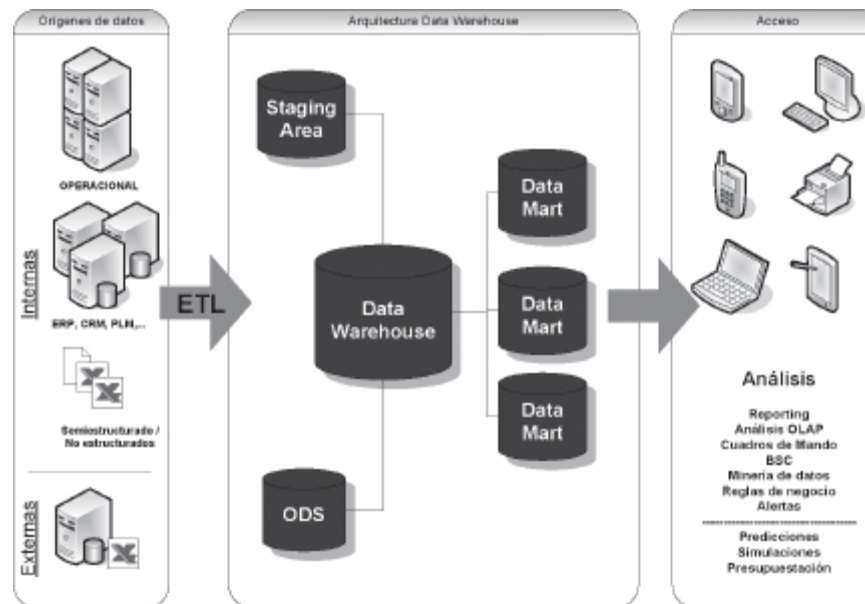 Orígenes de datos
OPERACIONAL
Internas
ERP, CRM, PLM,...
Semiestructurado /
No estructurados
Externas
ETL
Arquitectura Data Warehouse
Staging
Area
Data
Warehouse
ODS
Data
Mart
Data
Mart
Data
Mart
Acceso
Análisis
Reporting
Análisis OLAP
Cuadros de Mando
BSC
Minería de datos
Reglas de negocio
Alertas
Predicciones
Simulaciones
Presupuestación